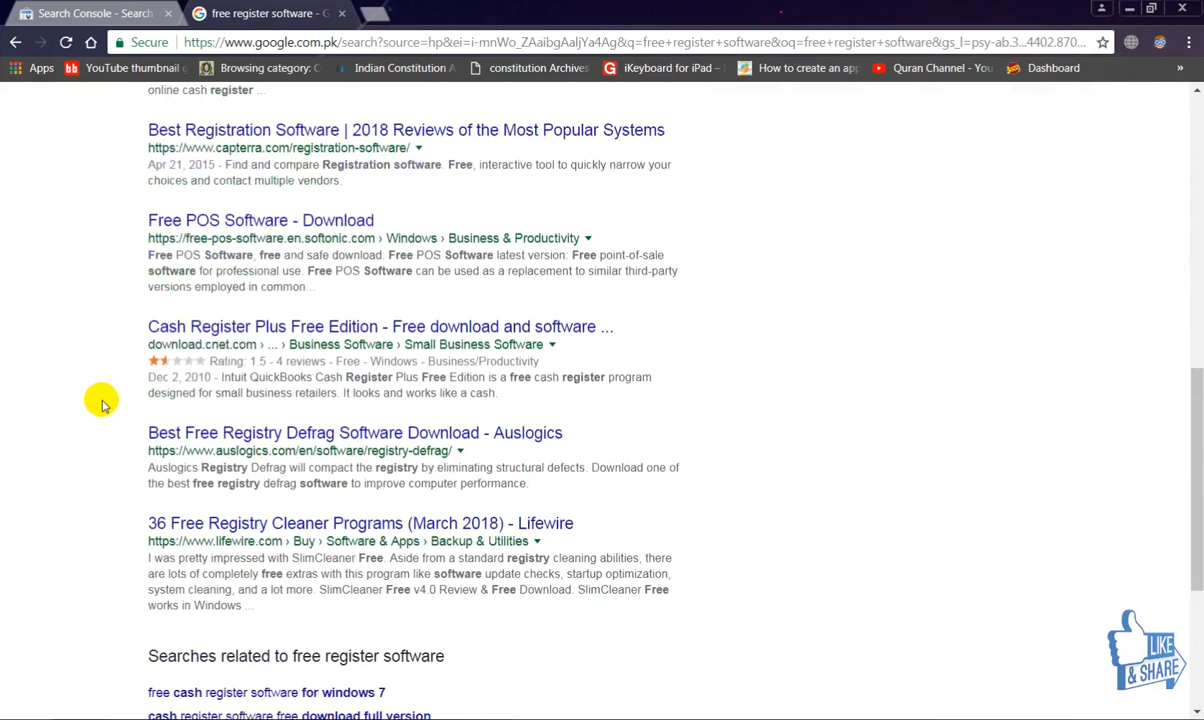 Search Console - Search
free register software - G
Secure https://www.google.com.pk/search?source=hp&ei=i-mnWo_ZAaibgAaljYa4Ag&q=free+register+software&oq=free+register+software&gs_l=psy-ab.3...4402.870...
Apps YouTube thumbnail Browsing category: C Indian Constitution A constitution Archives iKeyboard for iPad – How to create an app Quran Channel - You Dashboard »
online cash register ...
Best Registration Software | 2018 Reviews of the Most Popular Systems
https://www.capterra.com/registration-software/
Apr 21, 2015 - Find and compare Registration software. Free, interactive tool to quickly narrow your
choices and contact multiple vendors.
Free POS Software - Download
https://free-pos-software.en.softonic.com › Windows › Business & Productivity
Free POS Software, free and safe download. Free POS Software latest version: Free point-of-sale
software for professional use. Free POS Software can be used as a replacement to similar third-party
versions employed in common...
Cash Register Plus Free Edition - Free download and software ...
download.cnet.com › ... › Business Software › Small Business Software
Rating: 1.5 - 4 reviews - Free - Windows - Business/Productivity
Dec 2, 2010 - Intuit QuickBooks Cash Register Plus Free Edition is a free cash register program
designed for small business retailers. It looks and works like a cash.
Best Free Registry Defrag Software Download - Auslogics
https://www.auslogics.com/en/software/registry-defrag/
Auslogics Registry Defrag will compact the registry by eliminating structural defects. Download one of
the best free registry defrag software to improve computer performance.
36 Free Registry Cleaner Programs (March 2018) - Lifewire
https://www.lifewire.com › Buy › Software & Apps › Backup & Utilities
I was pretty impressed with SlimCleaner Free. Aside from a standard registry cleaning abilities, there
are lots of completely free extras with this program like software update checks, startup optimization,
system cleaning, and a lot more. SlimCleaner Free v4.0 Review & Free Download. SlimCleaner Free
works in Windows ...
LIKE
& SHARE
Searches related to free register software
free cash register software for windows 7
cash register software free download full version